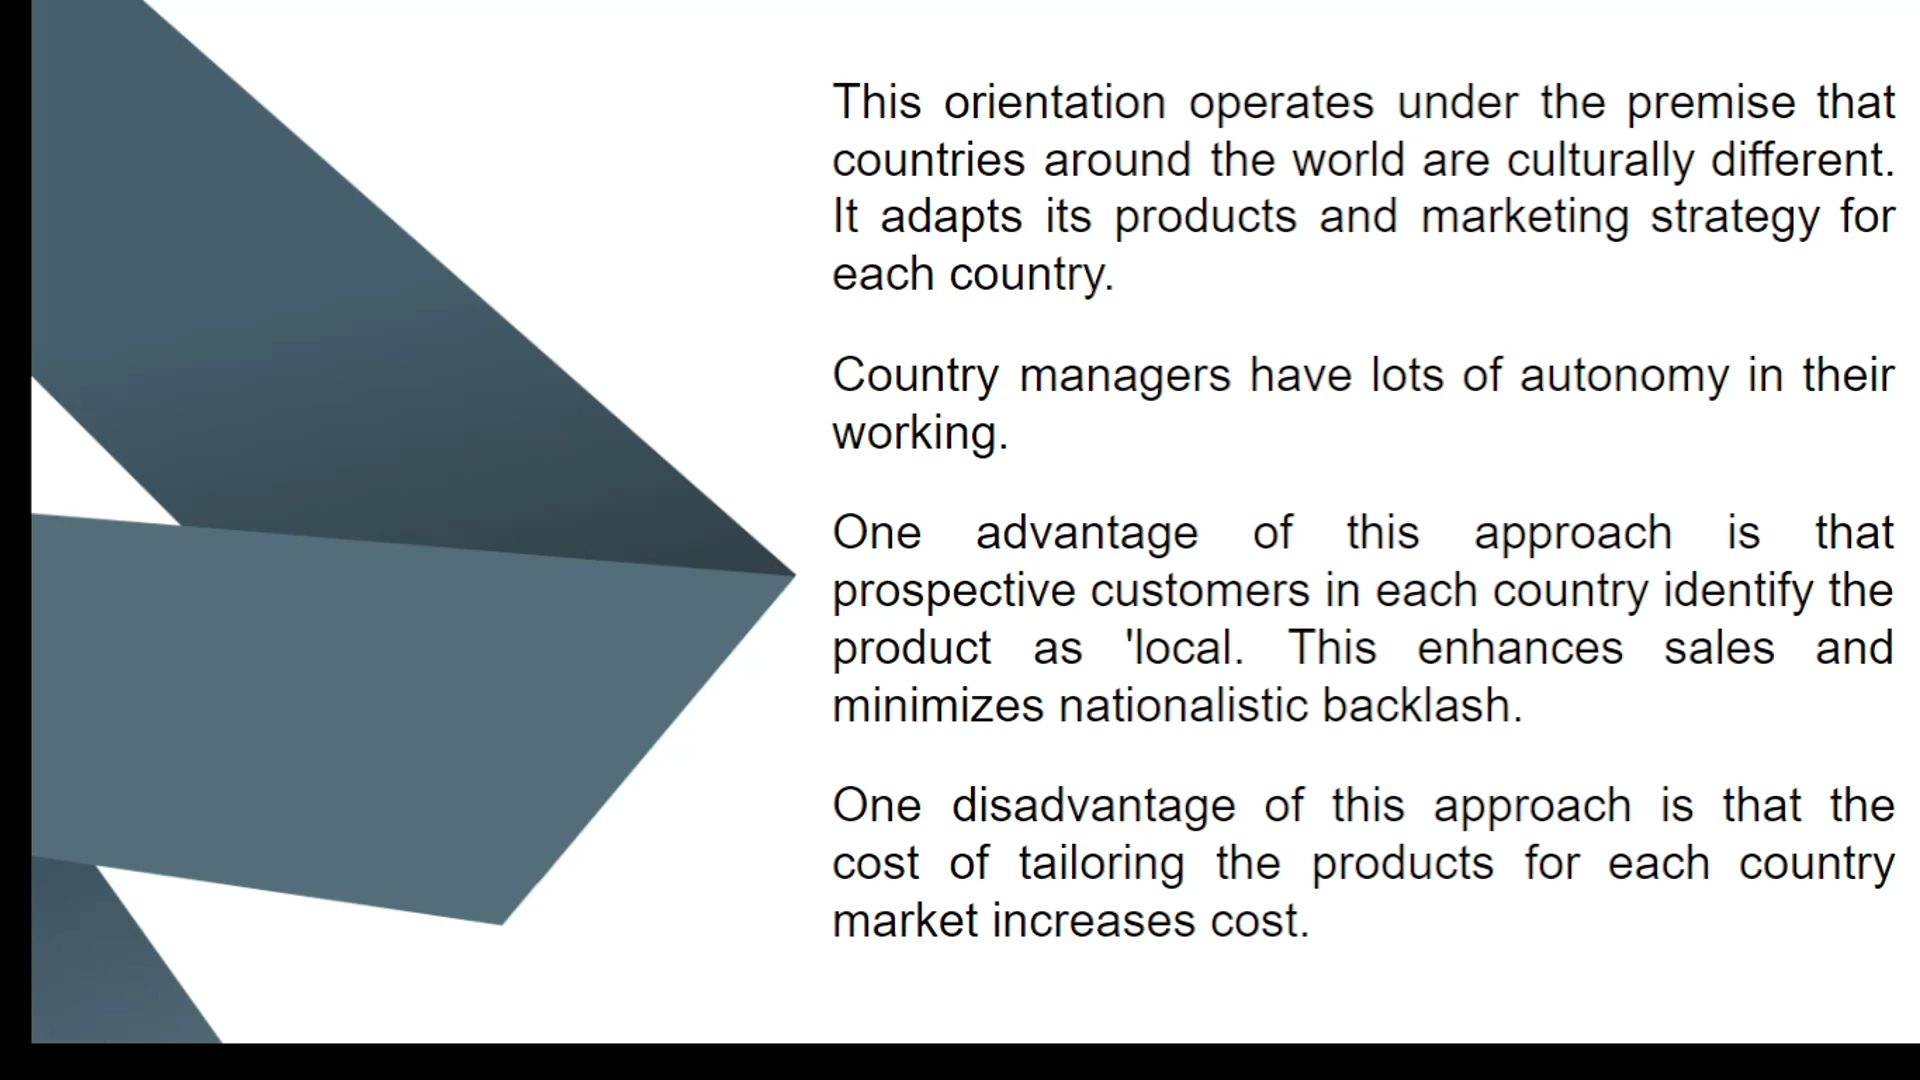 This orientation operates under the premise that
countries around the world are culturally different.
It adapts its products and marketing strategy for
each country.
Country managers have lots of autonomy in their
working.
One advantage of this approach is that
prospective customers in each country identify the
product as 'local. This enhances sales and
minimizes nationalistic backlash.
One disadvantage of this approach is that the
cost of tailoring the products for each country
market increases cost.